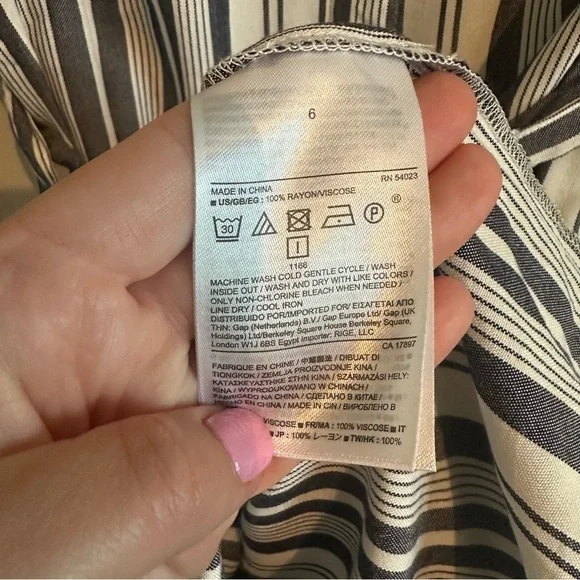 6
MADE IN CHINA RN 54023
■ US/GB/EG: 100% RAYON/VISCOSE
30 P ®
1166
MACHINE WASH COLD GENTLE CYCLE / WASH
INSIDE OUT / WASH AND DRY WITH LIKE COLORS /
ONLY NON-CHLORINE BLEACH WHEN NEEDED /
LINE DRY / COOL IRON
DISTRIBUIDO POR/IMPORTED FOR/ ΕΙΣΑΓΕΤΑΙ ΑΠΟ
ΤΗΝ: Gap (Netherlands) B.V./ Gap Europe Ltd/Gap (UK
Holdings) Ltd/Berkeley Square House Berkeley Square,
London W1J 6BS Egypt Importer: RIGE, LLC
CA 17897
FABRIQUE EN CHINE / 中國製造 / DIBUAT DI
TIONGKOK / ZEMLJA PROIZVODNJE KINA /
ΚΑΤΑΣΚΕΥΑΣΤΗΚΕ ΣΤΗΝ ΚΙΝΑ / SZÁRMAZÁSI HELY:
KÍNA / WYPRODUKOWANO W CHINACH /
FABRICADO NA CHINA / СДЕЛАНО В КИТАЕ /
HECHO EN CHINA / MADE IN CIN / ВИРОБЛЕНО В
VISCOSE ■ FR/MA: 100% VISCOSE ■ IT
■ JP: 100% レーヨン ■ TW/HK: 100%